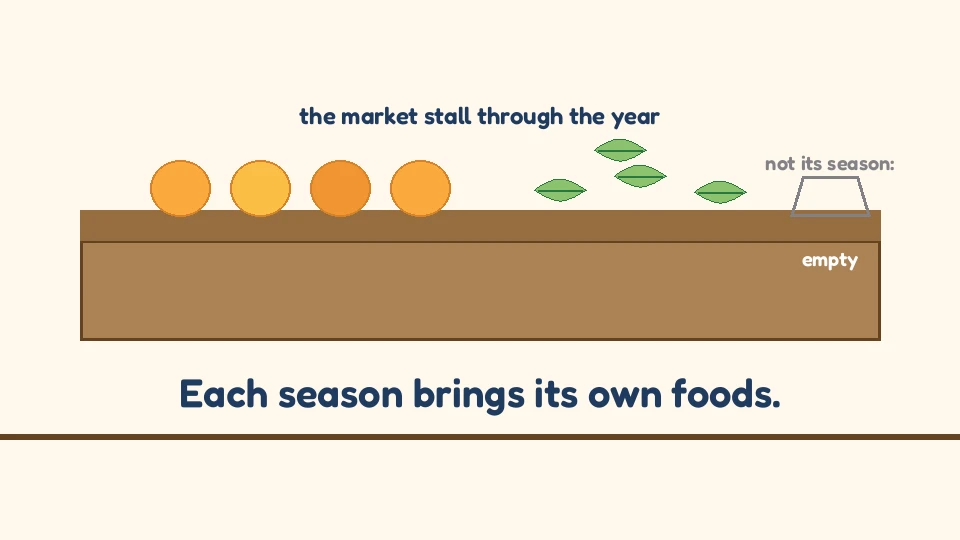 the market stall through the year
not its season:
empty
Each season brings its own foods.